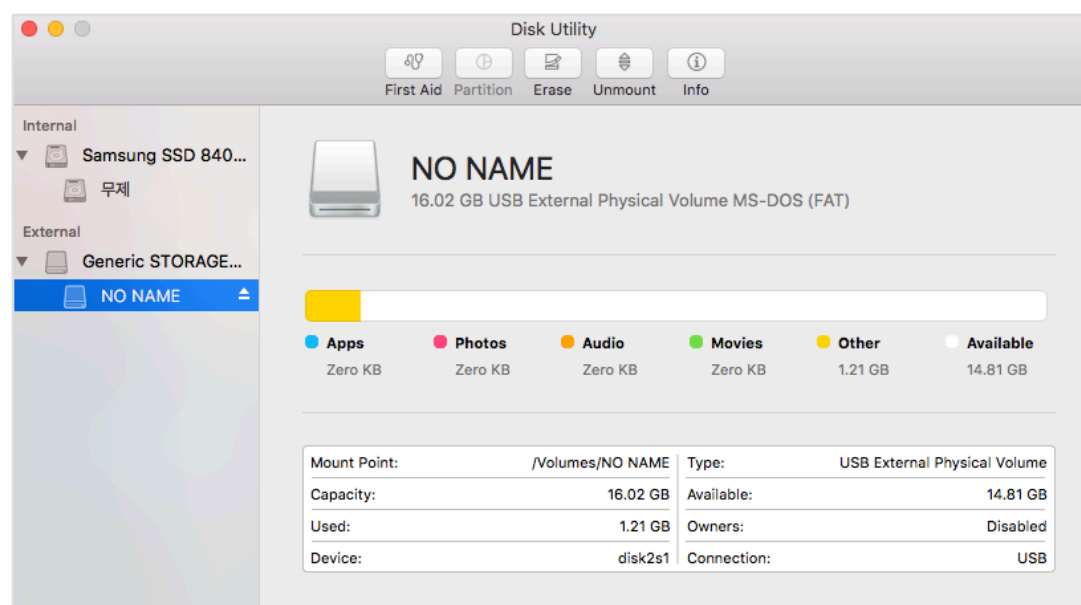 Disk Utility
First Aid Partition Erase Unmount Info
Internal
Samsung SSD 840...
무제
External
Generic STORAGE...
NO NAME
NO NAME
16.02 GB USB External Physical Volume MS-DOS (FAT)
Apps Photos Audio Movies Other Available
Zero KB Zero KB Zero KB Zero KB 1.21 GB 14.81 GB
Mount Point: /Volumes/NO NAME Type: USB External Physical Volume
Capacity: 16.02 GB Available: 14.81 GB
Used: 1.21 GB Owners: Disabled
Device: disk2s1 Connection: USB